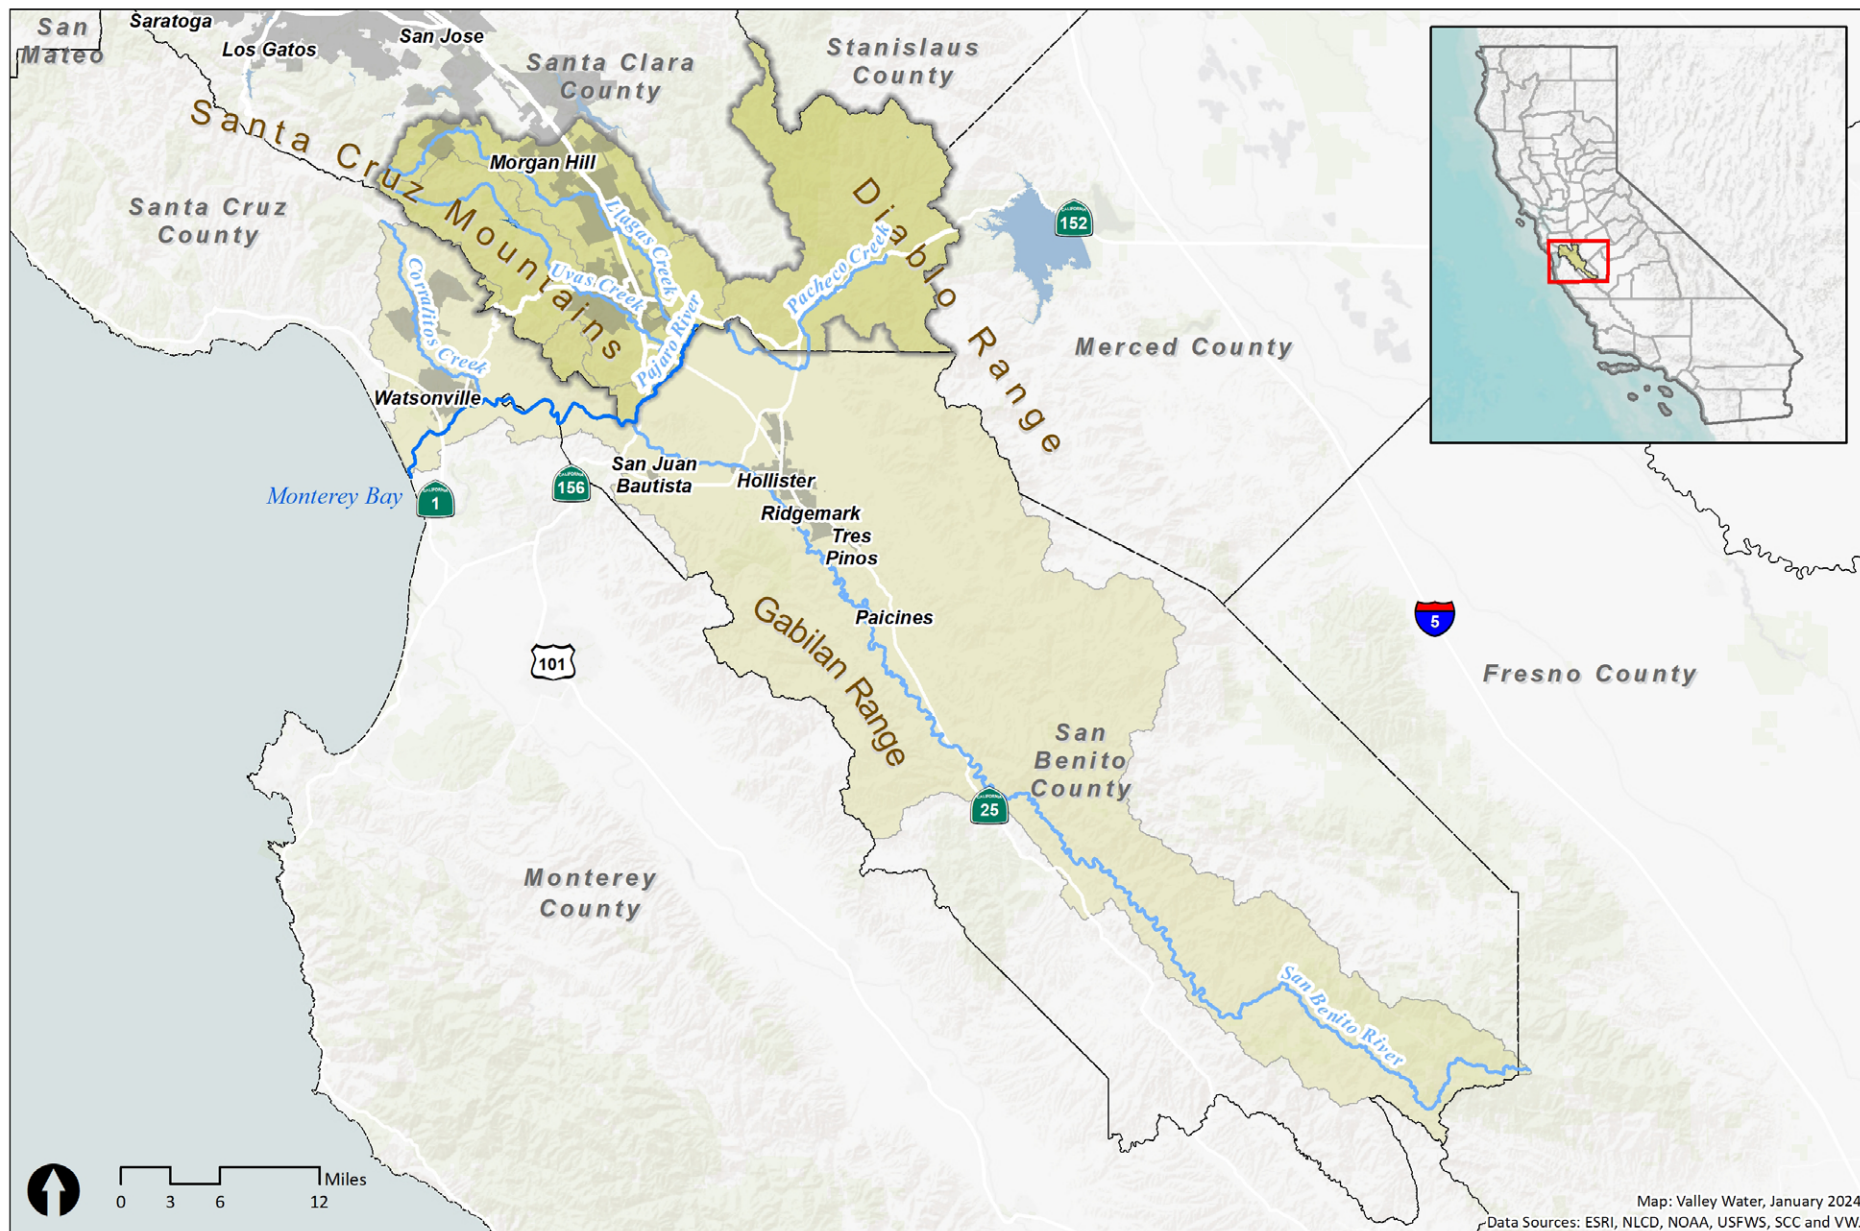 San
Mateo
Saratoga
Los Gatos
San Jose
Santa Clara
County
Stanislaus
County
Santa Cruz Mountains
Morgan Hill
Santa Cruz
County
Llagas Creek
Diablo Range
152
Pacheco Creek
Uvas Creek
Corralitos Creek
Pajaro River
Merced County
Watsonville
San Juan
Bautista
Hollister
Monterey Bay
CALIFORNIA
1
CALIFORNIA
156
Ridgemark
Tres
Pinos
Paicines
Gabilan Range
101
5
Fresno County
San
Benito
County
CALIFORNIA
25
Monterey
County
San Benito River
Miles
0 3 6 12
Map: Valley Water, January 2024
Data Sources: ESRI, NLCD, NOAA, USFWS, SCC and VW